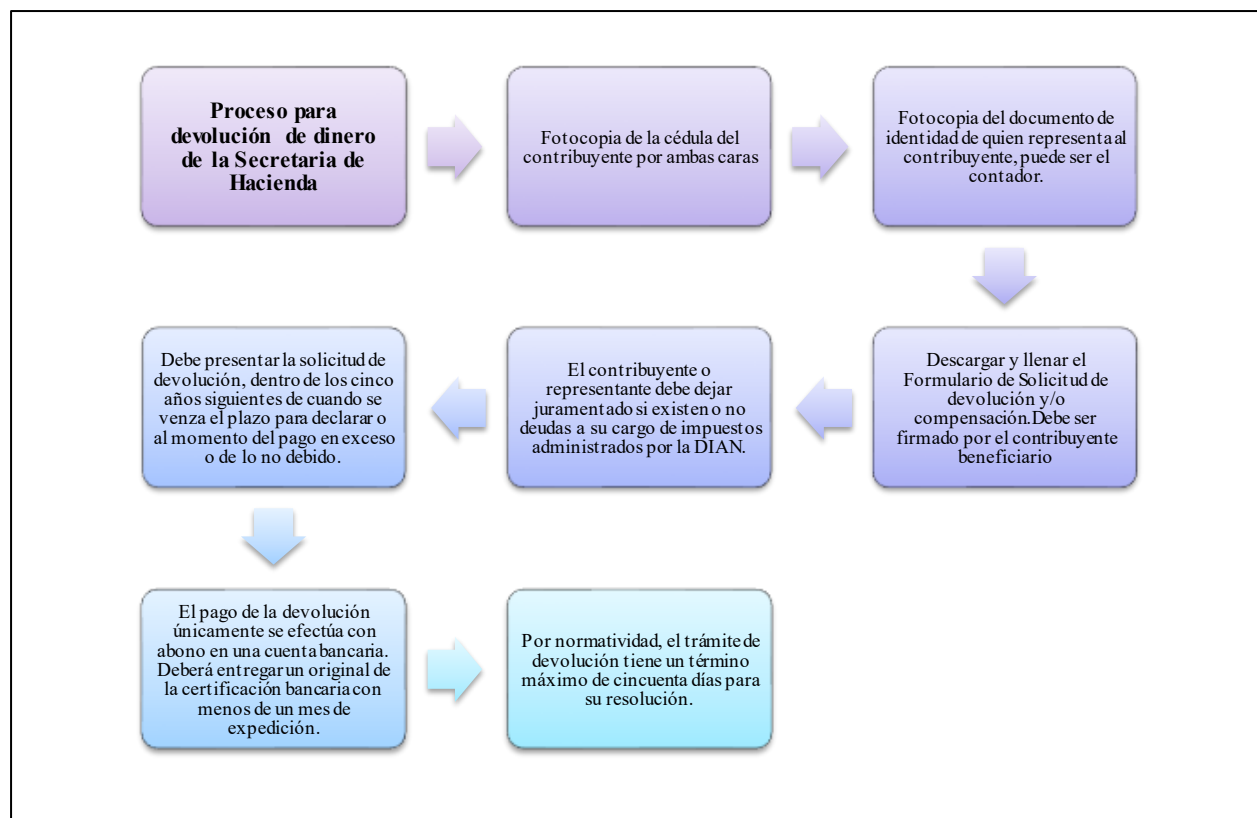 Proceso para
devolución de dinero
de la Secretaria de
Hacienda
Fotocopia de la cédula del
contribuyente por ambas caras
Fotocopia del documento de
identidad de quien representa al
contribuyente, puede ser el
contador.
Descargar y llenar el
Formulario de Solicitud de
devolución y/o
compensación.Debe ser
firmado por el contribuyente
beneficiario
El contribuyente o
representante debe dejar
juramentado si existen o no
deudas a su cargo de impuestos
administrados por la DIAN.
Debe presentar la solicitud de
devolución, dentro de los cinco
años siguientes de cuando se
venza el plazo para declarar o
al momento del pago en exceso
o de lo no debido.
El pago de la devolución
únicamente se efectúa con
abono en una cuenta bancaria.
Deberá entregar un original de
la certificación bancaria con
menos de un mes de
expedición.
Por normatividad, el trámite de
devolución tiene un término
máximo de cincuenta días para
su resolución.